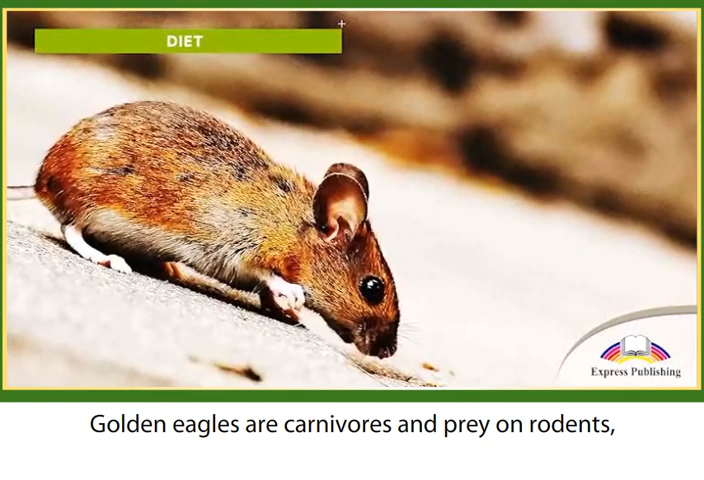 DIET
Express Publishing
Golden eagles are carnivores and prey on rodents,